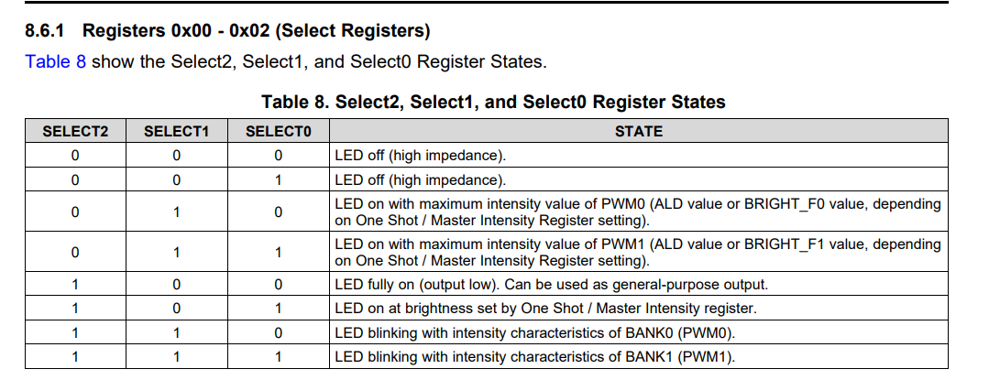 8.6.1 Registers 0x00 - 0x02 (Select Registers)
Table 8 show the Select2, Select1, and Select0 Register States.
Table 8. Select2, Select1, and Select0 Register States
SELECT2 SELECT1 SELECT0 STATE
0 0 0 LED off (high impedance).
0 0 1 LED off (high impedance).
0 1 0 LED on with maximum intensity value of PWM0 (ALD value or BRIGHT_F0 value, depending
on One Shot / Master Intensity Register setting).
0 1 1 LED on with maximum intensity value of PWM1 (ALD value or BRIGHT_F1 value, depending
on One Shot / Master Intensity Register setting).
1 0 0 LED fully on (output low). Can be used as general-purpose output.
1 0 1 LED on at brightness set by One Shot / Master Intensity register.
1 1 0 LED blinking with intensity characteristics of BANK0 (PWM0).
1 1 1 LED blinking with intensity characteristics of BANK1 (PWM1).